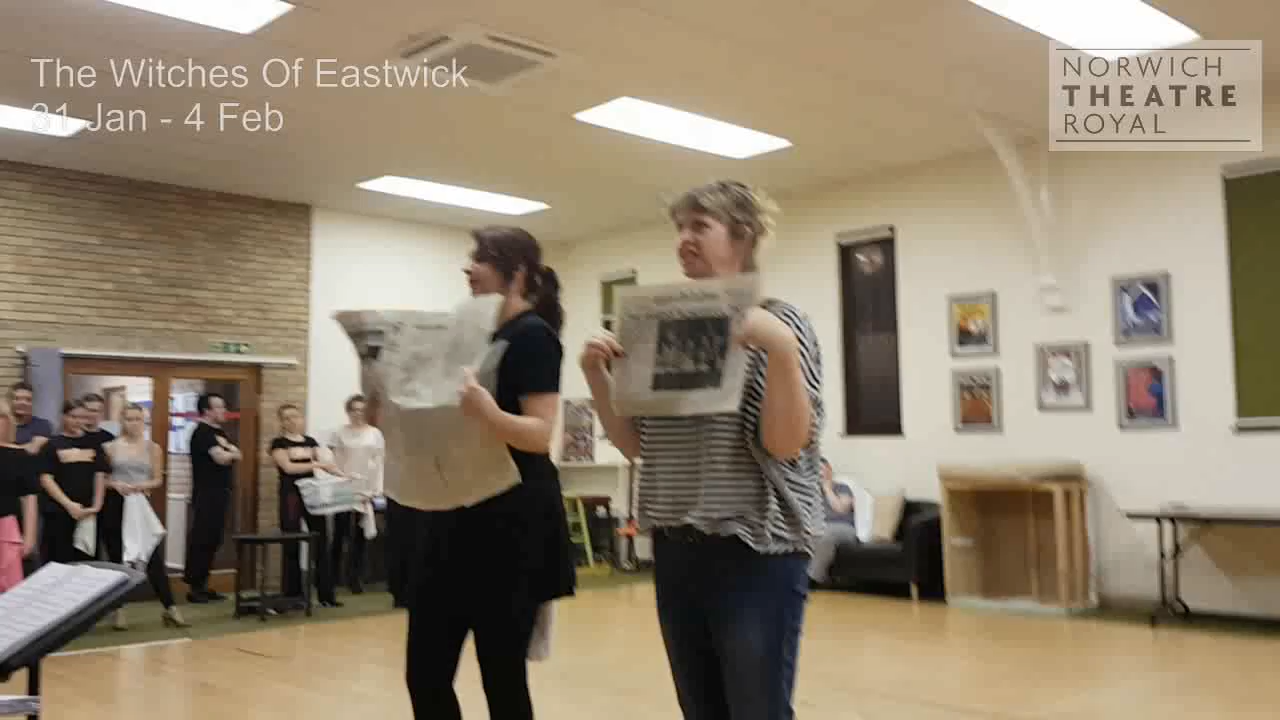 The Witches Of Eastwick
31 Jan - 4 Feb
NORWICH
THEATRE
ROYAL